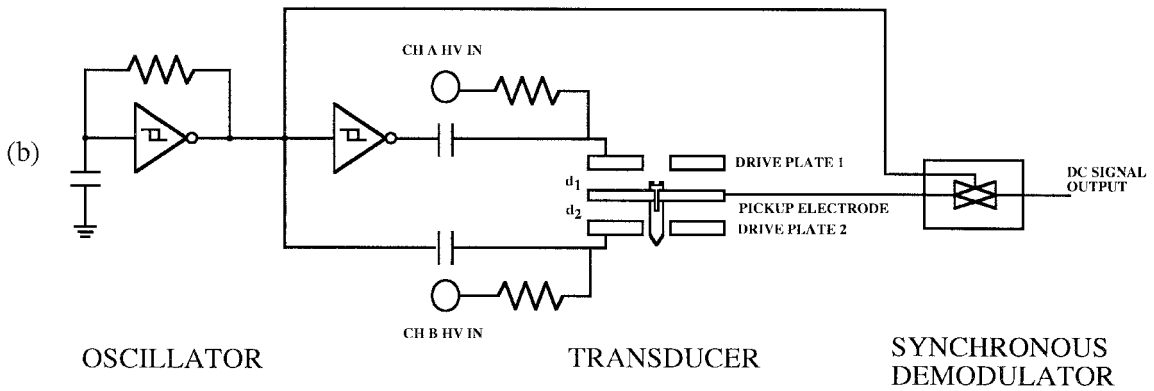 CH A HV IN
(b)
DRIVE PLATE 1
d1
PICKUP ELECTRODE
d2
DRIVE PLATE 2
DC SIGNAL
OUTPUT
CH B HV IN
OSCILLATOR
TRANSDUCER
SYNCHRONOUS
DEMODULATOR